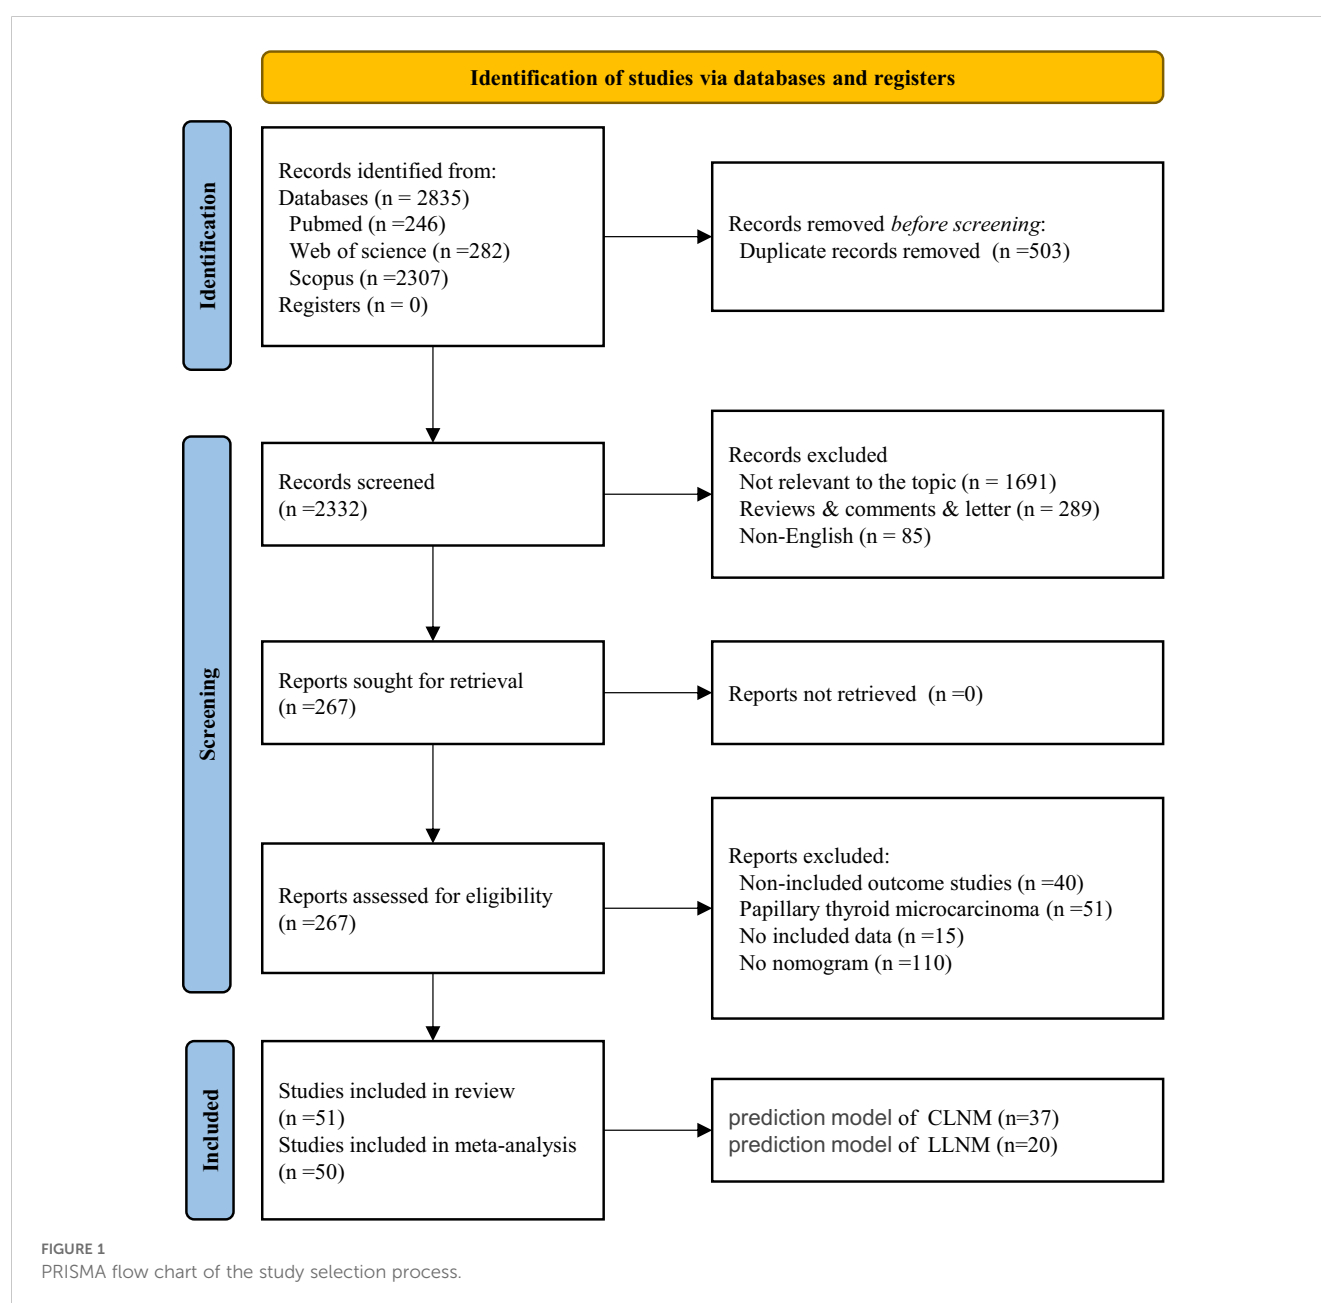 Identification of studies via databases and registers
Identification
Records identified from:
Databases (n = 2835)
Pubmed (n =246)
Web of science (n =282)
Scopus (n =2307)
Registers (n = 0)
Records removed before screening:
Duplicate records removed (n =503)
Screening
Records screened
(n =2332)
Records excluded
Not relevant to the topic (n = 1691)
Reviews & comments & letter (n = 289)
Non-English (n = 85)
Reports sought for retrieval
(n =267)
Reports not retrieved (n =0)
Reports assessed for eligibility
(n =267)
Reports excluded:
Non-included outcome studies (n =40)
Papillary thyroid microcarcinoma (n =51)
No included data (n =15)
No nomogram (n =110)
Included
Studies included in review
(n =51)
Studies included in meta-analysis
(n =50)
prediction model of CLNM (n=37)
prediction model of LLNM (n=20)
FIGURE 1
PRISMA flow chart of the study selection process.